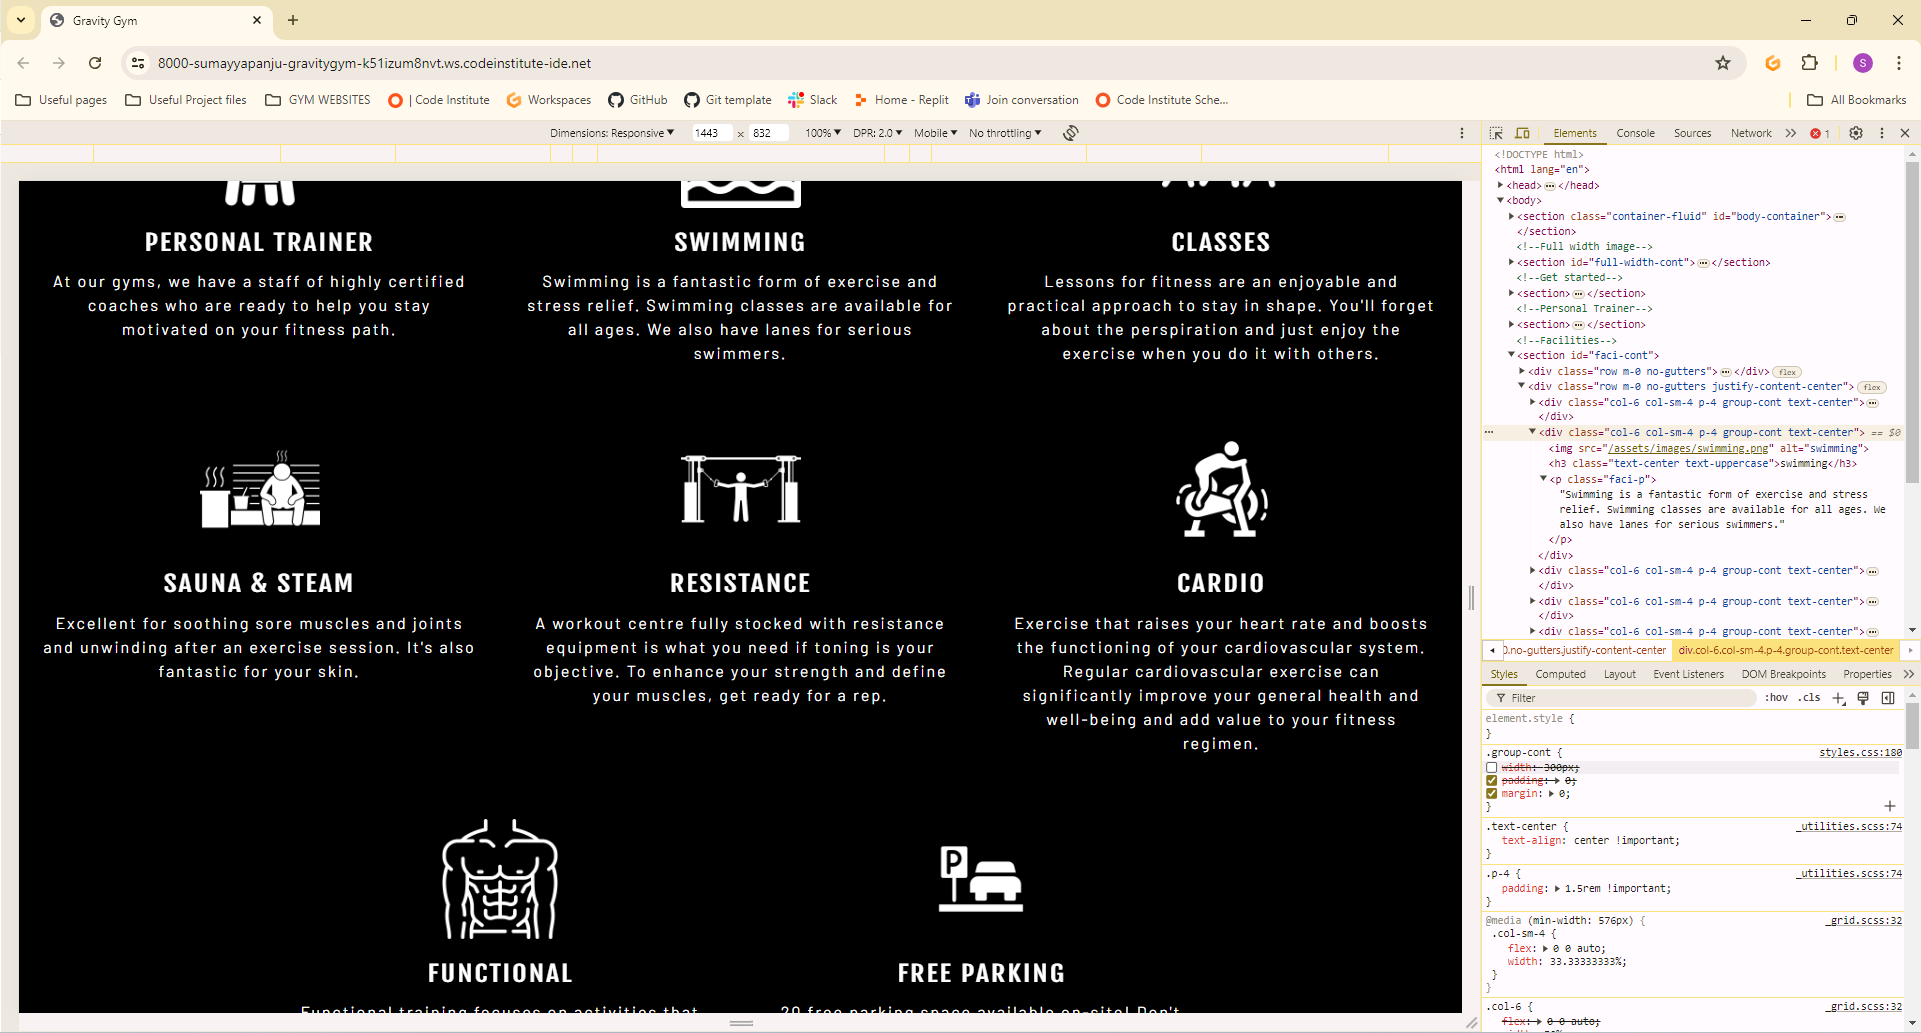 Gravity Gym
8000-sumayyapanju-gravitygym-k51izum8nvt.ws.codeinstitute-ide.net
S
Useful pages
Useful Project files
GYM WEBSITES
| Code Institute
Workspaces
GitHub
Git template
Slack
Home - Replit
Join conversation
Code Institute Sche...
All Bookmarks
Dimensions: Responsive ▼ 1443 x 832 100% ▼ DPR: 2.0 ▼ Mobile ▼ No throttling ▼
PERSONAL TRAINER
At our gyms, we have a staff of highly certified
coaches who are ready to help you stay
motivated on your fitness path.
SWIMMING
Swimming is a fantastic form of exercise and
stress relief. Swimming classes are available for
all ages. We also have lanes for serious
swimmers.
CLASSES
Lessons for fitness are an enjoyable and
practical approach to stay in shape. You'll forget
about the perspiration and just enjoy the
exercise when you do it with others.
SAUNA & STEAM
Excellent for soothing sore muscles and joints
and unwinding after an exercise session. It's also
fantastic for your skin.
RESISTANCE
A workout centre fully stocked with resistance
equipment is what you need if toning is your
objective. To enhance your strength and define
your muscles, get ready for a rep.
CARDIO
Exercise that raises your heart rate and boosts
the functioning of your cardiovascular system.
Regular cardiovascular exercise can
significantly improve your general health and
well-being and add value to your fitness
regimen.
FUNCTIONAL
Functional training focuses on activities that
P
FREE PARKING
20 free parking space available on-site! Don't
Elements Console Sources Network 1
<!DOCTYPE html>
<html lang="en">
<head> ... </head>
<body>
<section class="container-fluid" id="body-container"> ...
</section>
<!--Full width image-->
<section id="full-width-cont"> ... </section>
<!--Get started-->
<section> ... </section>
<!--Personal Trainer-->
<section> ... </section>
<!--Facilities-->
<section id="faci-cont">
<div class="row m-0 no-gutters"> ... </div> flex
<div class="row m-0 no-gutters justify-content-center"> flex
<div class="col-6 col-sm-4 p-4 group-cont text-center"> ...
</div>
<div class="col-6 col-sm-4 p-4 group-cont text-center"> == $0
<img src="/assets/images/swimming.png" alt="swimming">
<h3 class="text-center text-uppercase">swimming</h3>
<p class="faci-p">
"Swimming is a fantastic form of exercise and stress
relief. Swimming classes are available for all ages. We
also have lanes for serious swimmers."
</p>
</div>
<div class="col-6 col-sm-4 p-4 group-cont text-center"> ...
</div>
<div class="col-6 col-sm-4 p-4 group-cont text-center"> ...
</div>
<div class="col-6 col-sm-4 p-4 group-cont text-center"> ...
.no-gutters.justify-content-center div.col-6.col-sm-4.p-4.group-cont.text-center
Styles Computed Layout Event Listeners DOM Breakpoints Properties
Filter :hov .cls
element.style {
}
.group-cont { styles.css:180
width: 300px;
padding: 0;
margin: 0;
}
.text-center { _utilities.scss:74
text-align: center !important;
}
.p-4 { _utilities.scss:74
padding: 1.5rem !important;
}
@media (min-width: 576px) { _grid.scss:32
.col-sm-4 {
flex: 0 0 auto;
width: 33.33333333%;
}
}
.col-6 { _grid.scss:32
flex: 0 0 auto;